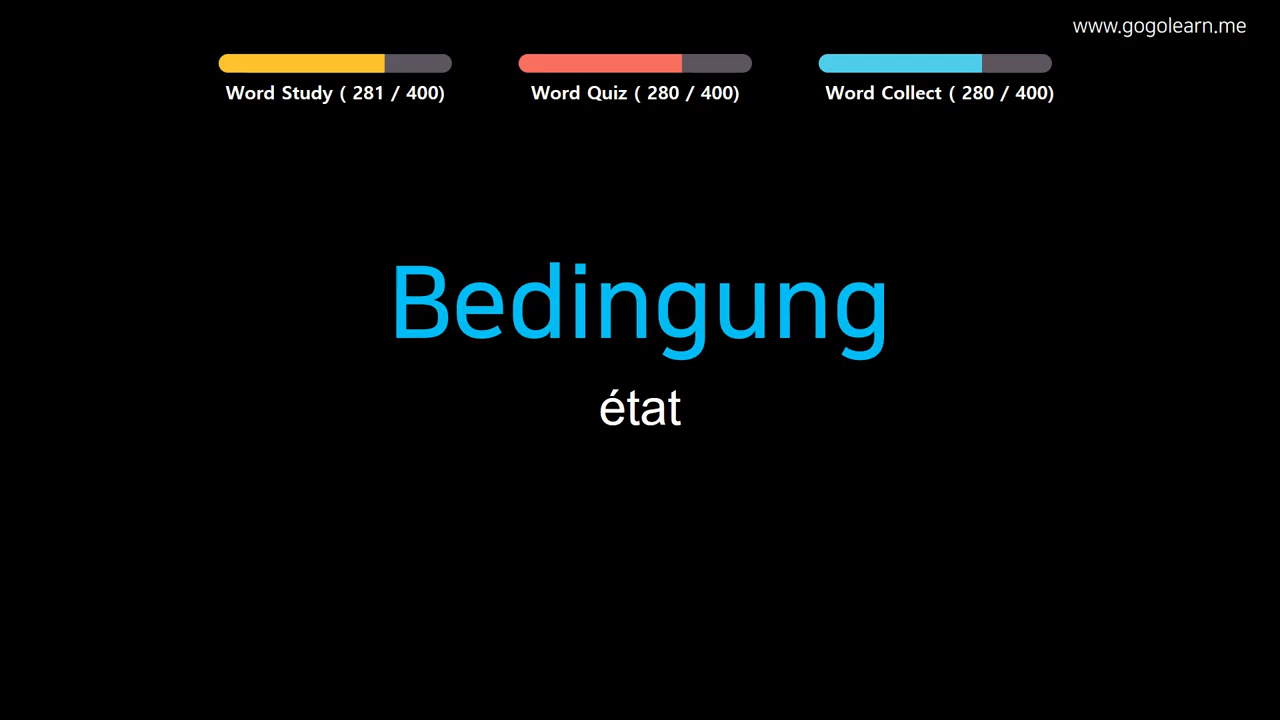 www.gogolearn.me
Word Study ( 281 / 400)
Word Quiz ( 280 / 400)
Word Collect ( 280 / 400)
Bedingung
état